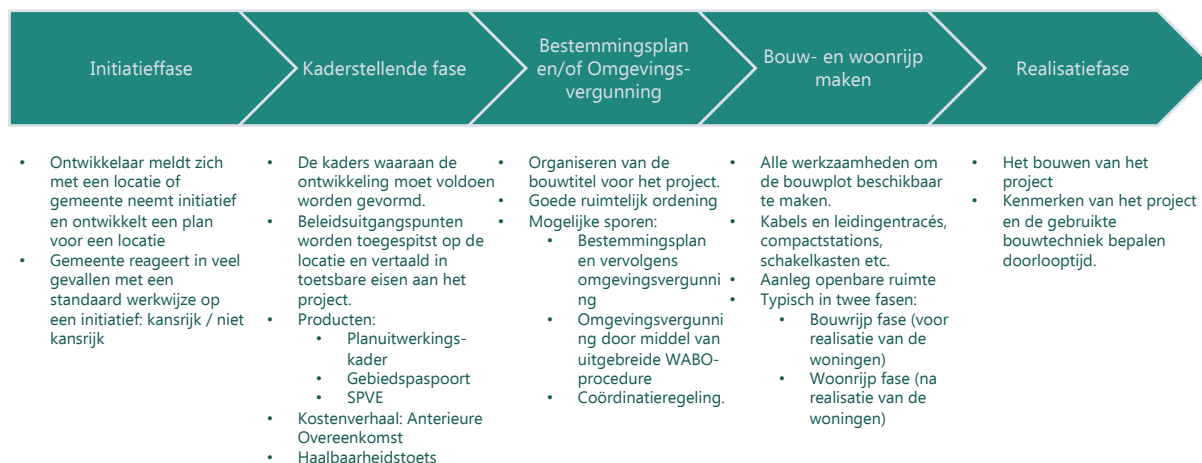 Initiatieffase
Kaderstellende fase
Bestemmingsplan
en/of Omgevings-
vergunning
Bouw- en woonrijp
maken
Realisatiefase
• Ontwikkelaar meldt zich
met een locatie of
gemeente neemt initiatief
en ontwikkelt een plan
voor een locatie
• Gemeente reageert in veel
gevallen met een
standaard werkwijze op
een initiatief: kansrijk / niet
kansrijk
• De kaders waaraan de
ontwikkeling moet voldoen
worden gevormd.
• Beleidsuitgangspunten
worden toegespitst op de
locatie en vertaald in
toetsbare eisen aan het
project.
• Producten:
• Planuitwerkings-
kader
• Gebiedspaspoort
• SPVE
• Kostenverhaal: Anterieure
Overeenkomst
• Haalbaarheidstoets
• Organiseren van de
bouwtitel voor het project.
• Goede ruimtelijk ordening
• Mogelijke sporen:
• Bestemmingsplan
en vervolgens
omgevingsvergunni
ng
• Omgevingsvergunni
ng door middel van
uitgebreide WABO-
procedure
• Coördinatieregeling.
• Alle werkzaamheden om
de bouwplot beschikbaar
te maken.
• Kabels en leidingentracés,
compactstations,
schakelkasten etc.
• Aanleg openbare ruimte
• Typisch in twee fasen:
• Bouwrijp fase (voor
realisatie van de
woningen)
• Woonrijp fase (na
realisatie van de
woningen)
• Het bouwen van het
project
• Kenmerken van het project
en de gebruikte
bouwtechniek bepalen
doorlooptijd.